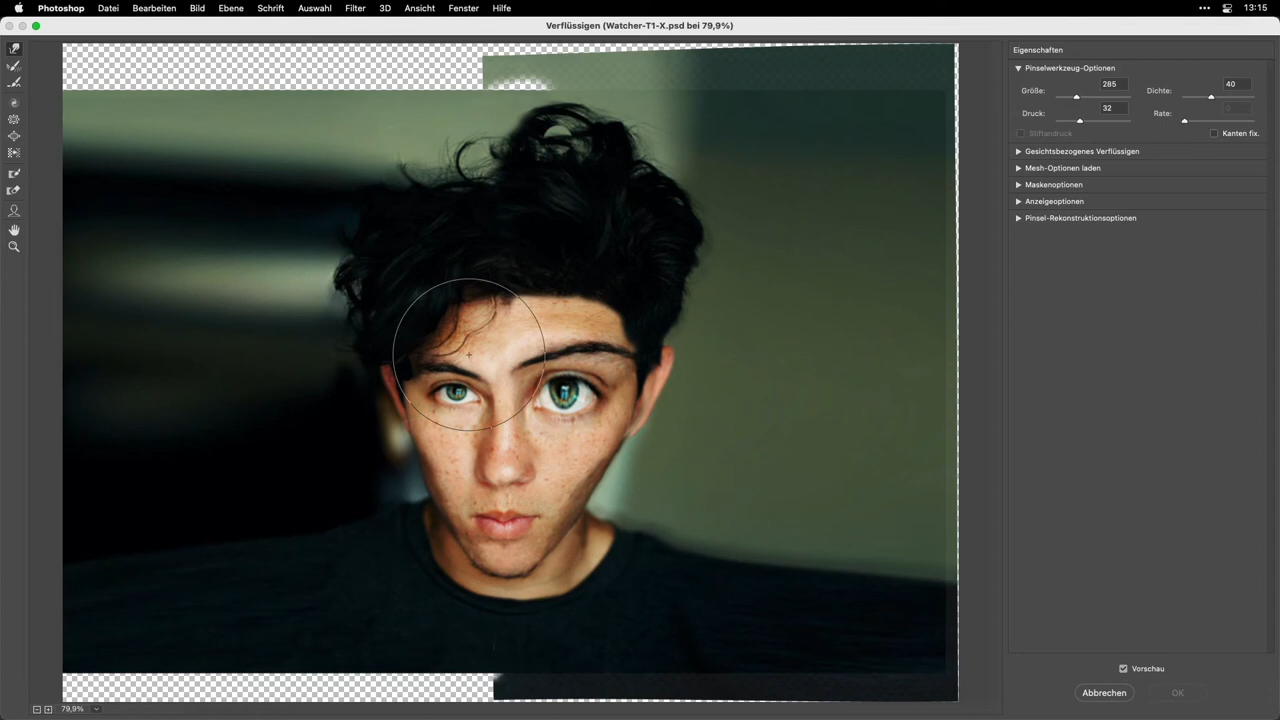 Photoshop Datei Bearbeiten Bild Ebene Schrift Auswahl Filter 3D Ansicht Fenster Hilfe 13:15
Verflüssigen (Watcher-T1-X.psd bei 79,9%)
Eigenschaften
Pinselwerkzeug-Optionen
Größe: 285 Dichte: 40
Druck: 32 Rate: 0
Stiftandruck Kanten fix.
Gesichtsbezogenes Verflüssigen
Mesh-Optionen laden
Maskenoptionen
Anzeigeoptionen
Pinsel-Rekonstruktionsoptionen
Vorschau
Abbrechen OK
79,9%